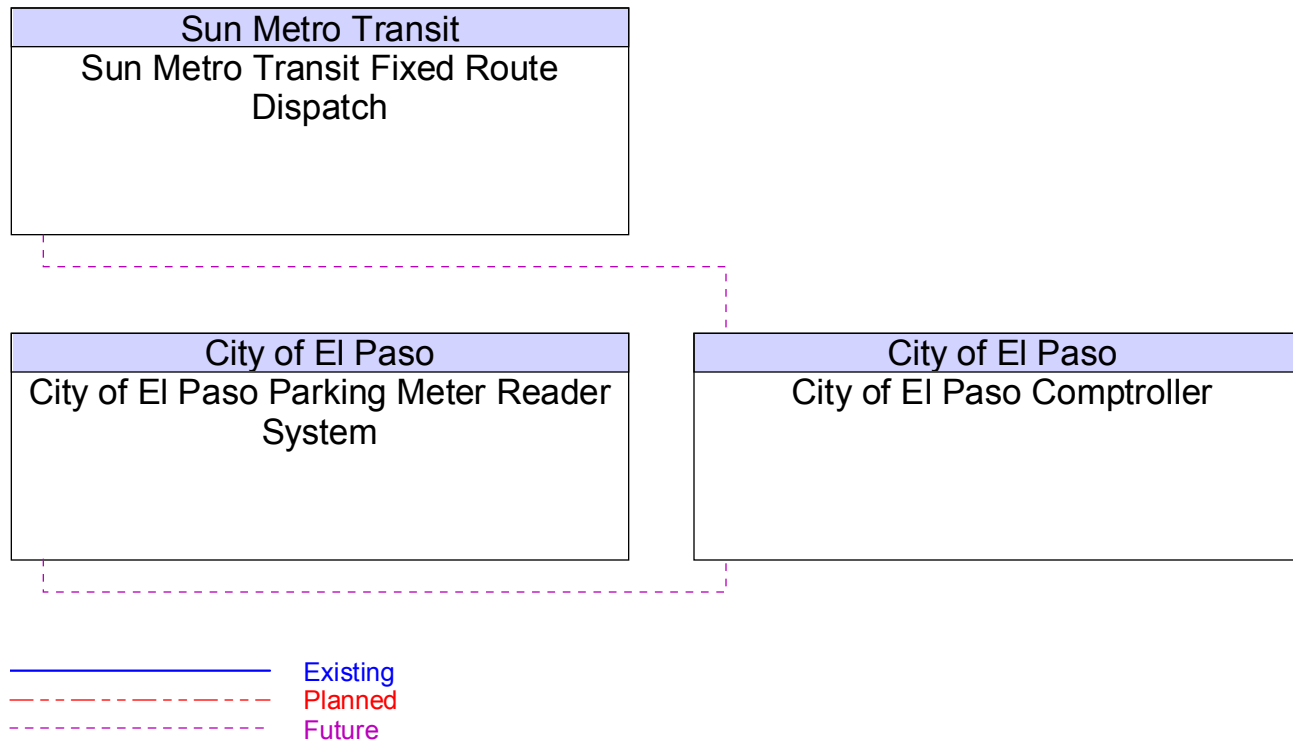 Sun Metro Transit
Sun Metro Transit Fixed Route
Dispatch
City of El Paso
City of El Paso Parking Meter Reader
System
City of El Paso
City of El Paso Comptroller
Existing
Planned
Future